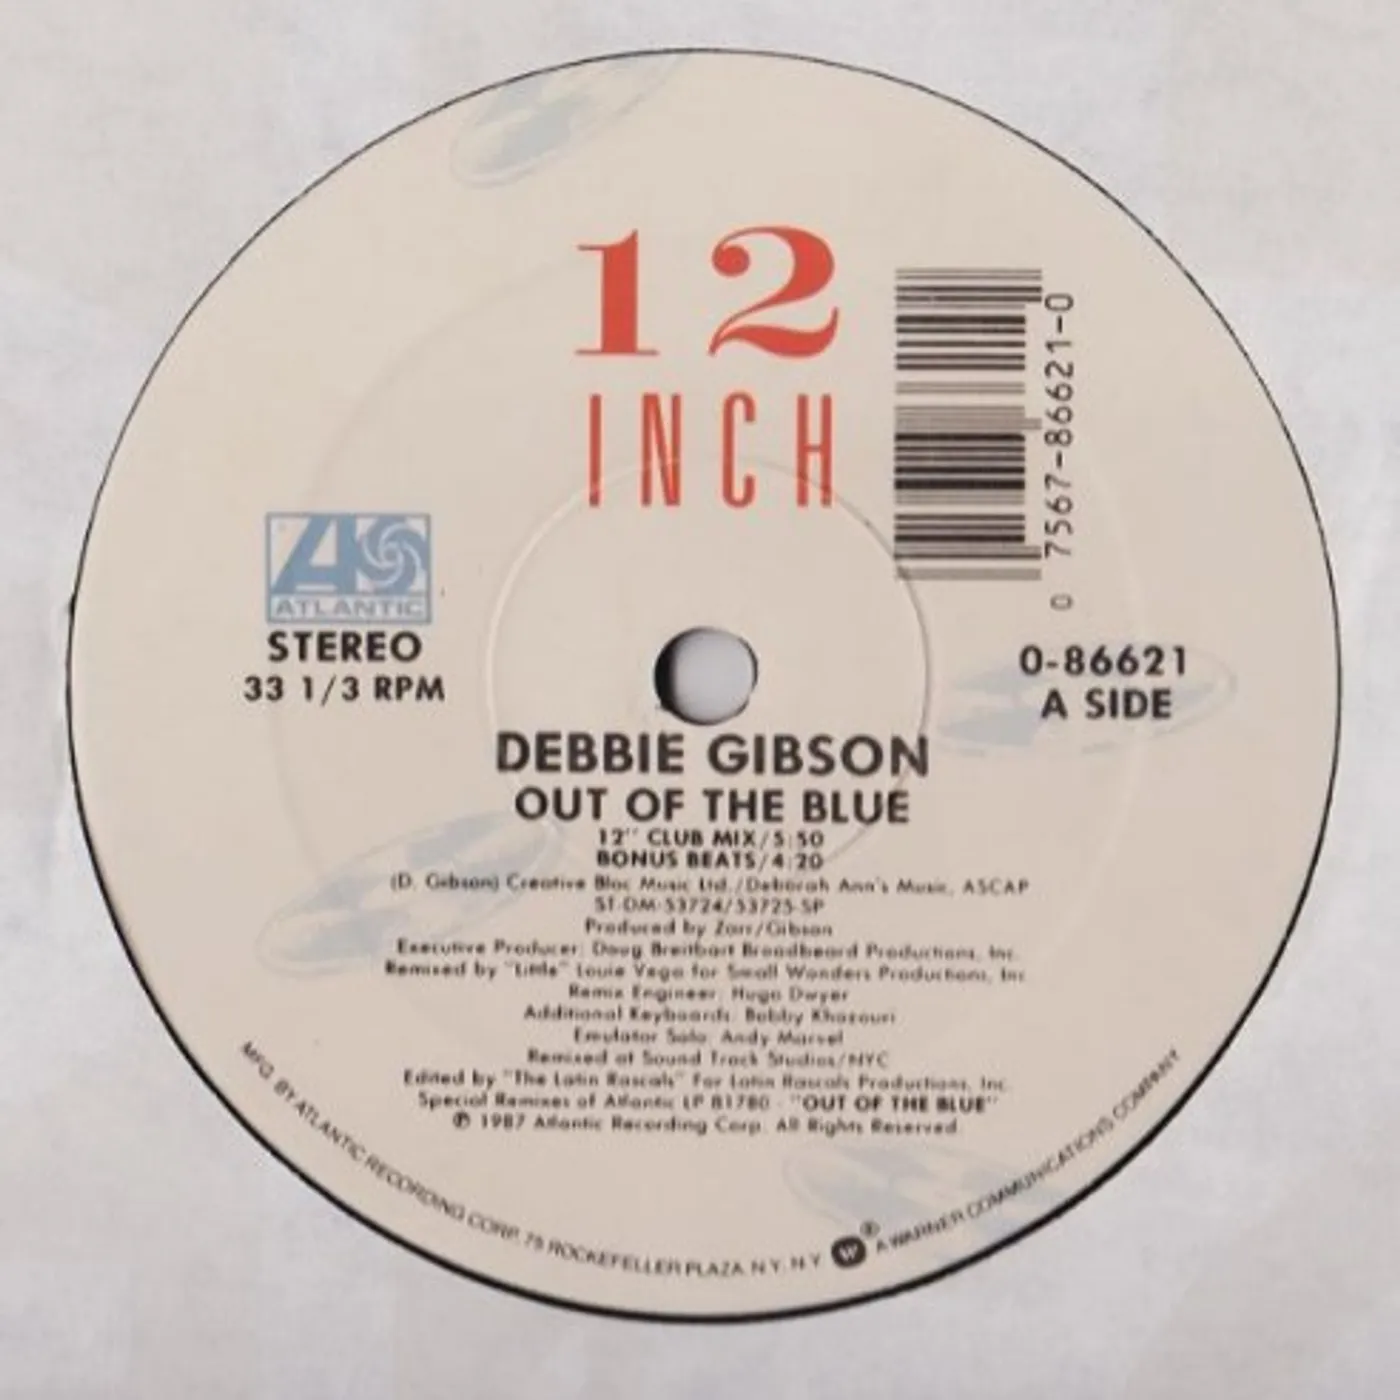 12
INCH
0 7567-86621-0
ATLANTIC
STEREO
33 1/3 RPM
0-86621
A SIDE
DEBBIE GIBSON
OUT OF THE BLUE
12" CLUB MIX/5:50
BONUS BEATS/4:20
(D. Gibson) Creative Bloc Music Ltd./Deborah Ann's Music, ASCAP
ST-DM-53724/53725-SP
Produced by Zarr/Gibson
Executive Producer: Doug Breitbart Broadbeard Productions, Inc.
Remixed by "Little" Louie Vega for Small Wonders Productions, Inc
Remix Engineer: Hugo Dwyer
Additional Keyboards: Bobby Khozouri
Emulator Solo: Andy Marvel
Remixed at Sound Track Studios/NYC
Edited by "The Latin Rascals" For Latin Rascals Productions, Inc.
Special Remixes of Atlantic LP 81780 - "OUT OF THE BLUE"
℗ 1987 Atlantic Recording Corp. All Rights Reserved.
MFG. BY ATLANTIC RECORDING CORP. 75 ROCKEFELLER PLAZA N.Y. N.Y. W ® A WARNER COMMUNICATIONS COMPANY